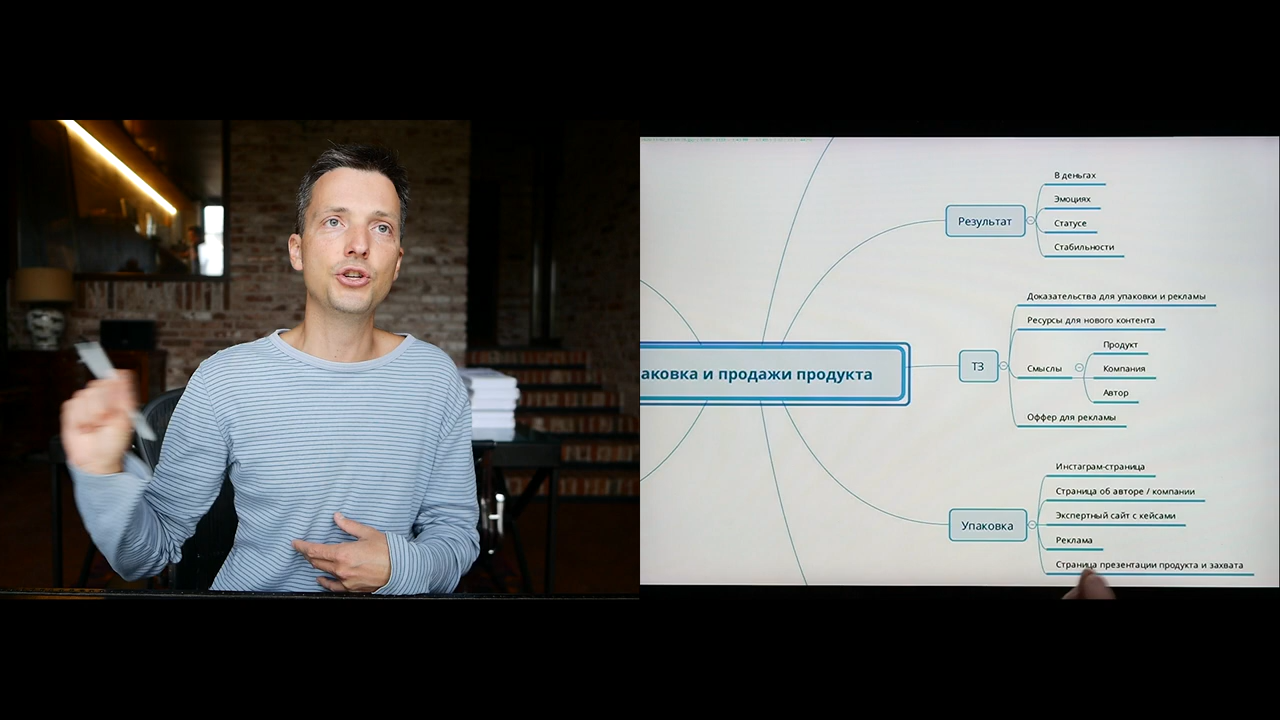 Результат
В деньгах
Эмоциях
Статусе
Стабильности
аковка и продажи продукта
ТЗ
Доказательства для упаковки и рекламы
Ресурсы для нового контента
Смыслы
Продукт
Компания
Автор
Оффер для рекламы
Упаковка
Инстаграм-страница
Страница об авторе / компании
Экспертный сайт с кейсами
Реклама
Страница презентации продукта и захвата